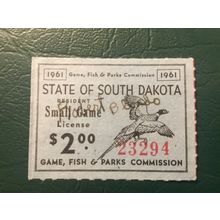 1961 Game, Fish & Parks Commission 1961
STATE OF SOUTH DAKOTA
RESIDENT
Small Game
License
$2.00
23294
GAME, FISH & PARKS COMMISSION